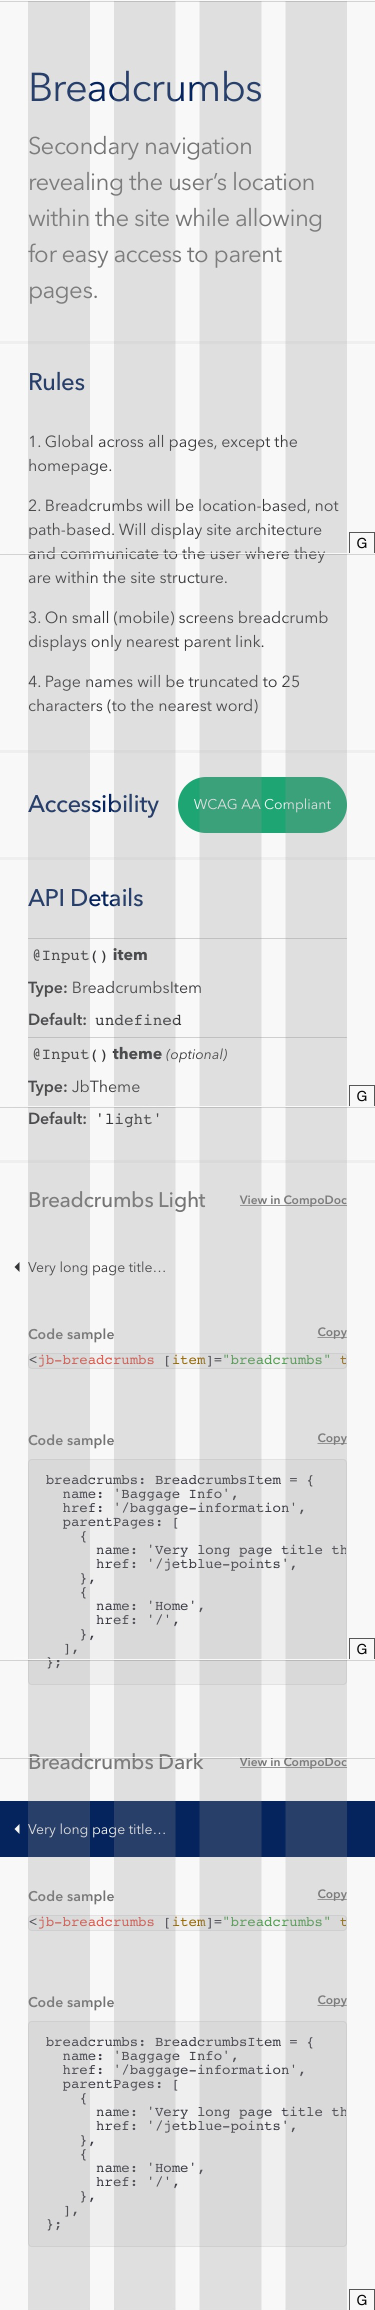 Breadcrumbs
Secondary navigation
revealing the user's location
within the site while allowing
for easy access to parent
pages.
Rules
1. Global across all pages, except the
homepage.
2. Breadcrumbs will be location-based, not
path-based. Will display site architecture
G
and communicate to the user where they
are within the site structure.
3. On small (mobile) screens breadcrumb
displays only nearest parent link.
4. Page names will be truncated to 25
characters (to the nearest word)
Accessibility WCAG AA Compliant
API Details
@Input() item
Type: BreadcrumbsItem
Default: undefined
@Input() theme (optional)
Type: JbTheme
G
Default: 'light'
Breadcrumbs Light View in CompoDoc
Very long page title...
Code sample Copy
<jb-breadcrumbs [item]="breadcrumbs" t
Code sample Copy
breadcrumbs: BreadcrumbsItem = {
name: 'Baggage Info',
href: '/baggage-information',
parentPages: [
{
name: 'Very long page title th
href: '/jetblue-points',
},
{
name: 'Home',
href: '/',
},
],
G
};
Breadcrumbs Dark View in CompoDoc
Very long page title...
Code sample Copy
<jb-breadcrumbs [item]="breadcrumbs" t
Code sample Copy
breadcrumbs: BreadcrumbsItem = {
name: 'Baggage Info',
href: '/baggage-information',
parentPages: [
{
name: 'Very long page title th
href: '/jetblue-points',
},
{
name: 'Home',
href: '/',
},
],
};
G